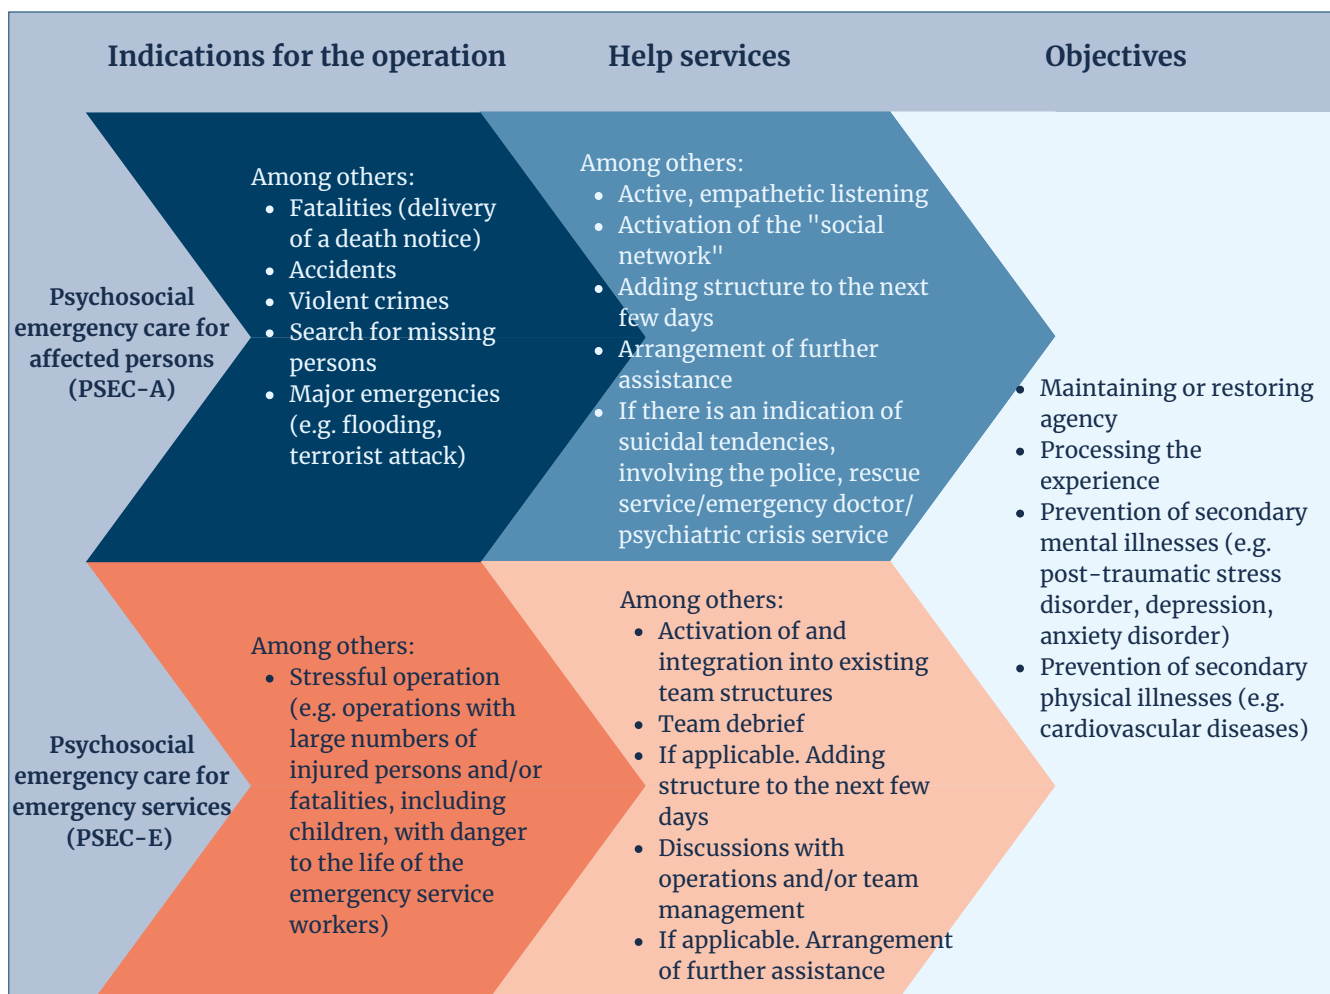 Indications for the operation
Help services
Objectives
Psychosocial
emergency care for
affected persons
(PSEC-A)
Among others:
• Fatalities (delivery
of a death notice)
• Accidents
• Violent crimes
• Search for missing
persons
• Major emergencies
(e.g. flooding,
terrorist attack)
Among others:
• Active, empathetic listening
• Activation of the "social
network"
• Adding structure to the next
few days
• Arrangement of further
assistance
• If there is an indication of
suicidal tendencies,
involving the police, rescue
service/emergency doctor/
psychiatric crisis service
Psychosocial
emergency care for
emergency services
(PSEC-E)
Among others:
• Stressful operation
(e.g. operations with
large numbers of
injured persons and/or
fatalities, including
children, with danger
to the life of the
emergency service
workers)
Among others:
• Activation of and
integration into existing
team structures
• Team debrief
• If applicable. Adding
structure to the next few
days
• Discussions with
operations and/or team
management
• If applicable. Arrangement
of further assistance
• Maintaining or restoring
agency
• Processing the
experience
• Prevention of secondary
mental illnesses (e.g.
post-traumatic stress
disorder, depression,
anxiety disorder)
• Prevention of secondary
physical illnesses (e.g.
cardiovascular diseases)